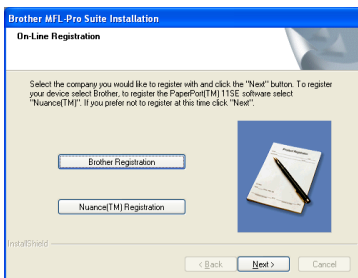 Brother MFL-Pro Suite Installation
On-Line Registration
Select the company you would like to register with and click the "Next" button. To register
your device select Brother, to register the PaperPort(TM) 11SE software select
"Nuance(TM)". If you prefer not to register at this time click "Next".
Brother Registration
Nuance(TM) Registration
InstallShield
< Back
Next >
Cancel